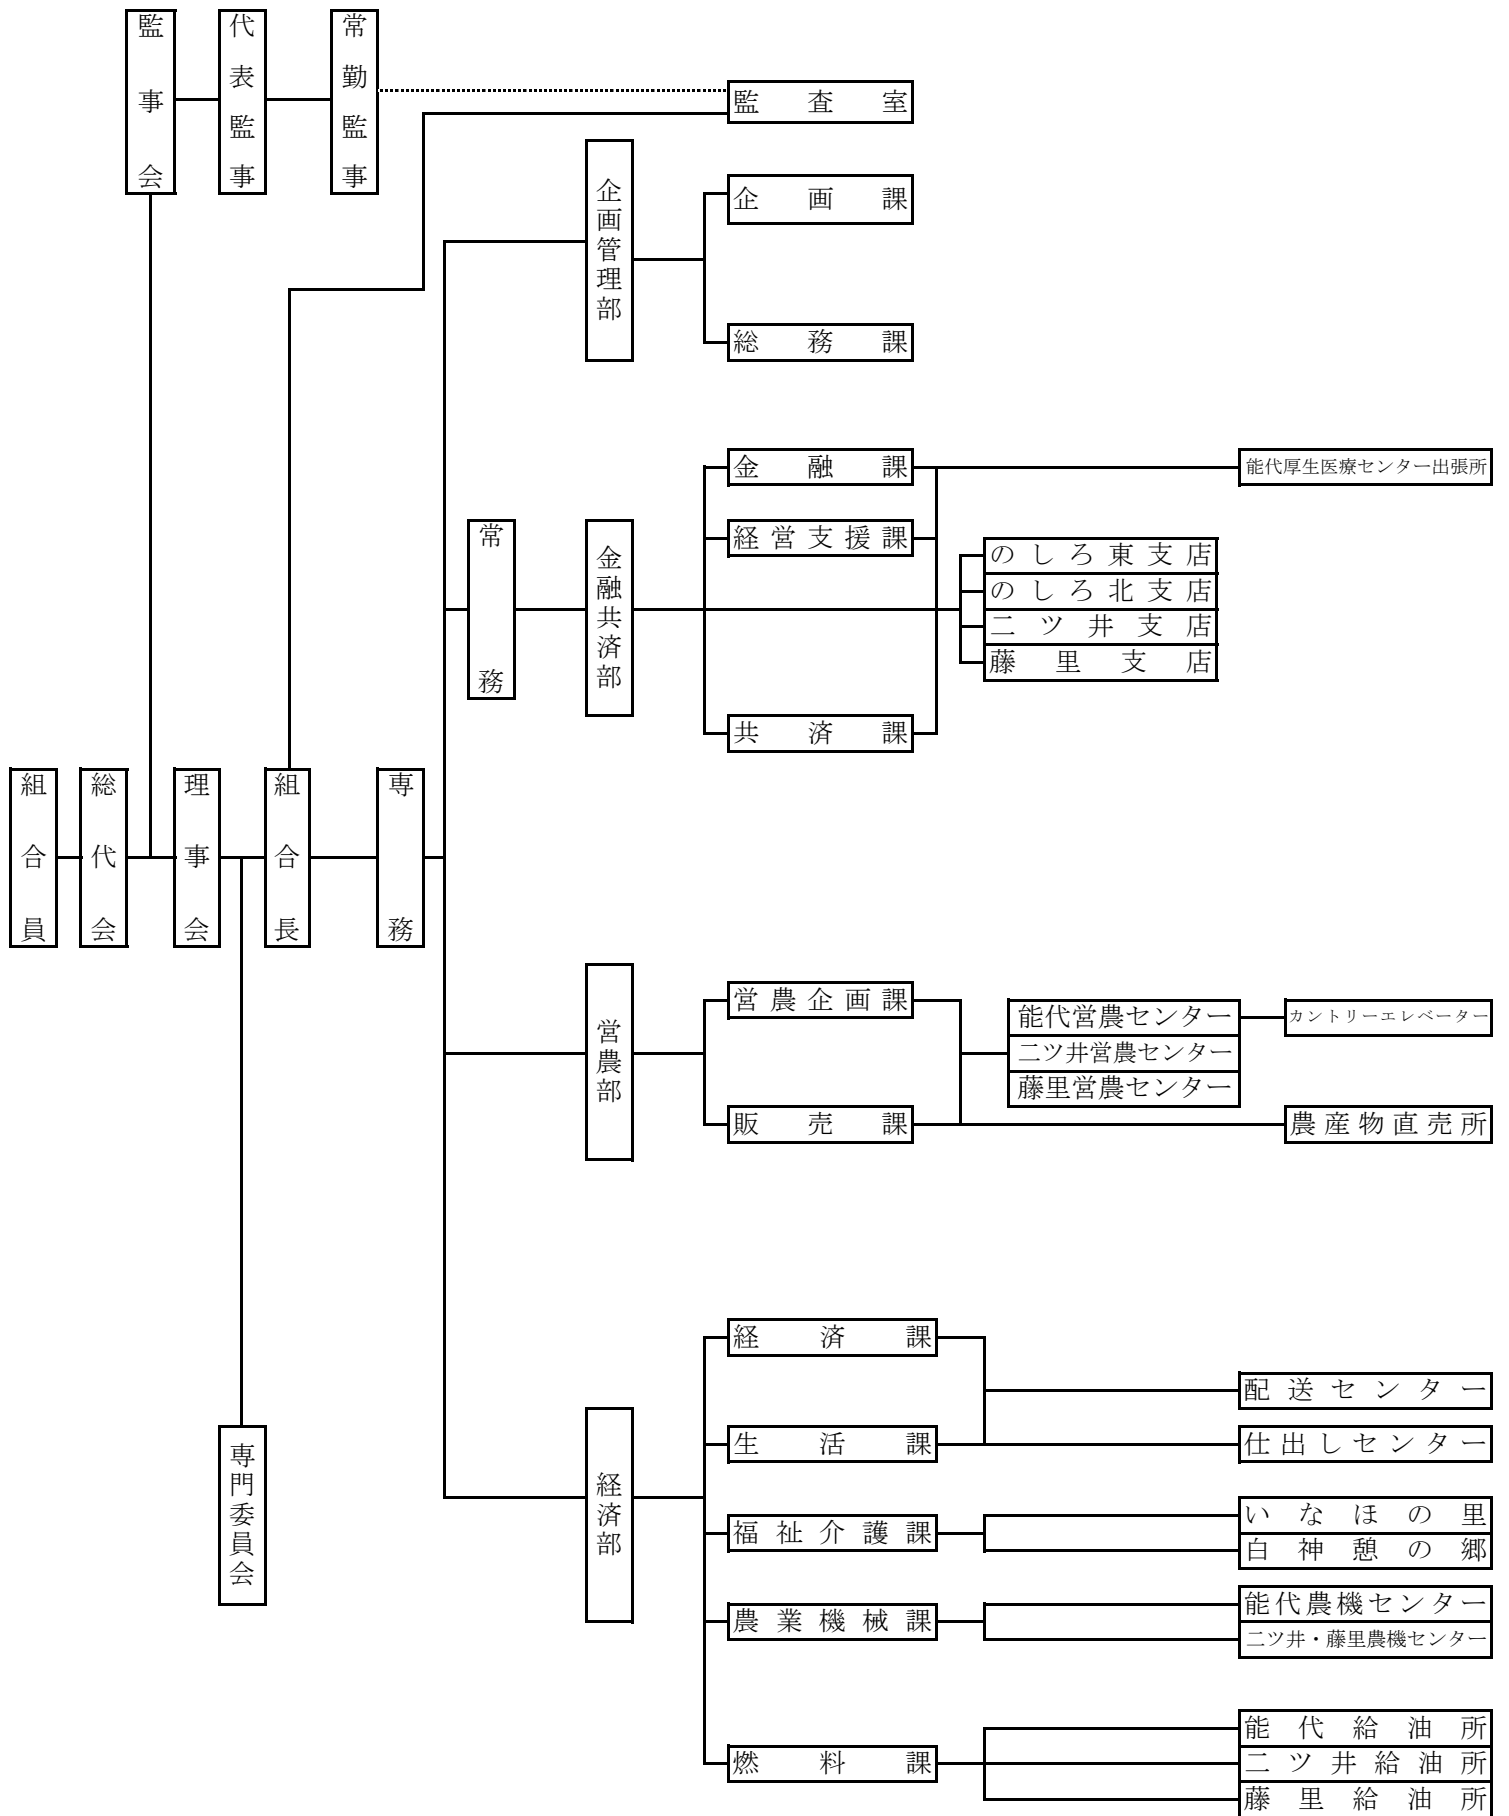 監事会
代表監事
常勤監事
監査室
企画管理部
企画課
総務課
金融課
能代厚生医療センター出張所
経営支援課
常務
金融共済部
のしろ東支店
のしろ北支店
二ツ井支店
藤里支店
共済課
組合員
総代会
理事会
組合長
専務
営農部
営農企画課
能代営農センター
カントリーエレベーター
二ツ井営農センター
藤里営農センター
販売課
農産物直売所
経済課
配送センター
専門委員会
経済部
生活課
仕出しセンター
福祉介護課
いなほの里
白神憩の郷
農業機械課
能代農機センター
二ツ井・藤里農機センター
燃料課
能代給油所
二ツ井給油所
藤里給油所